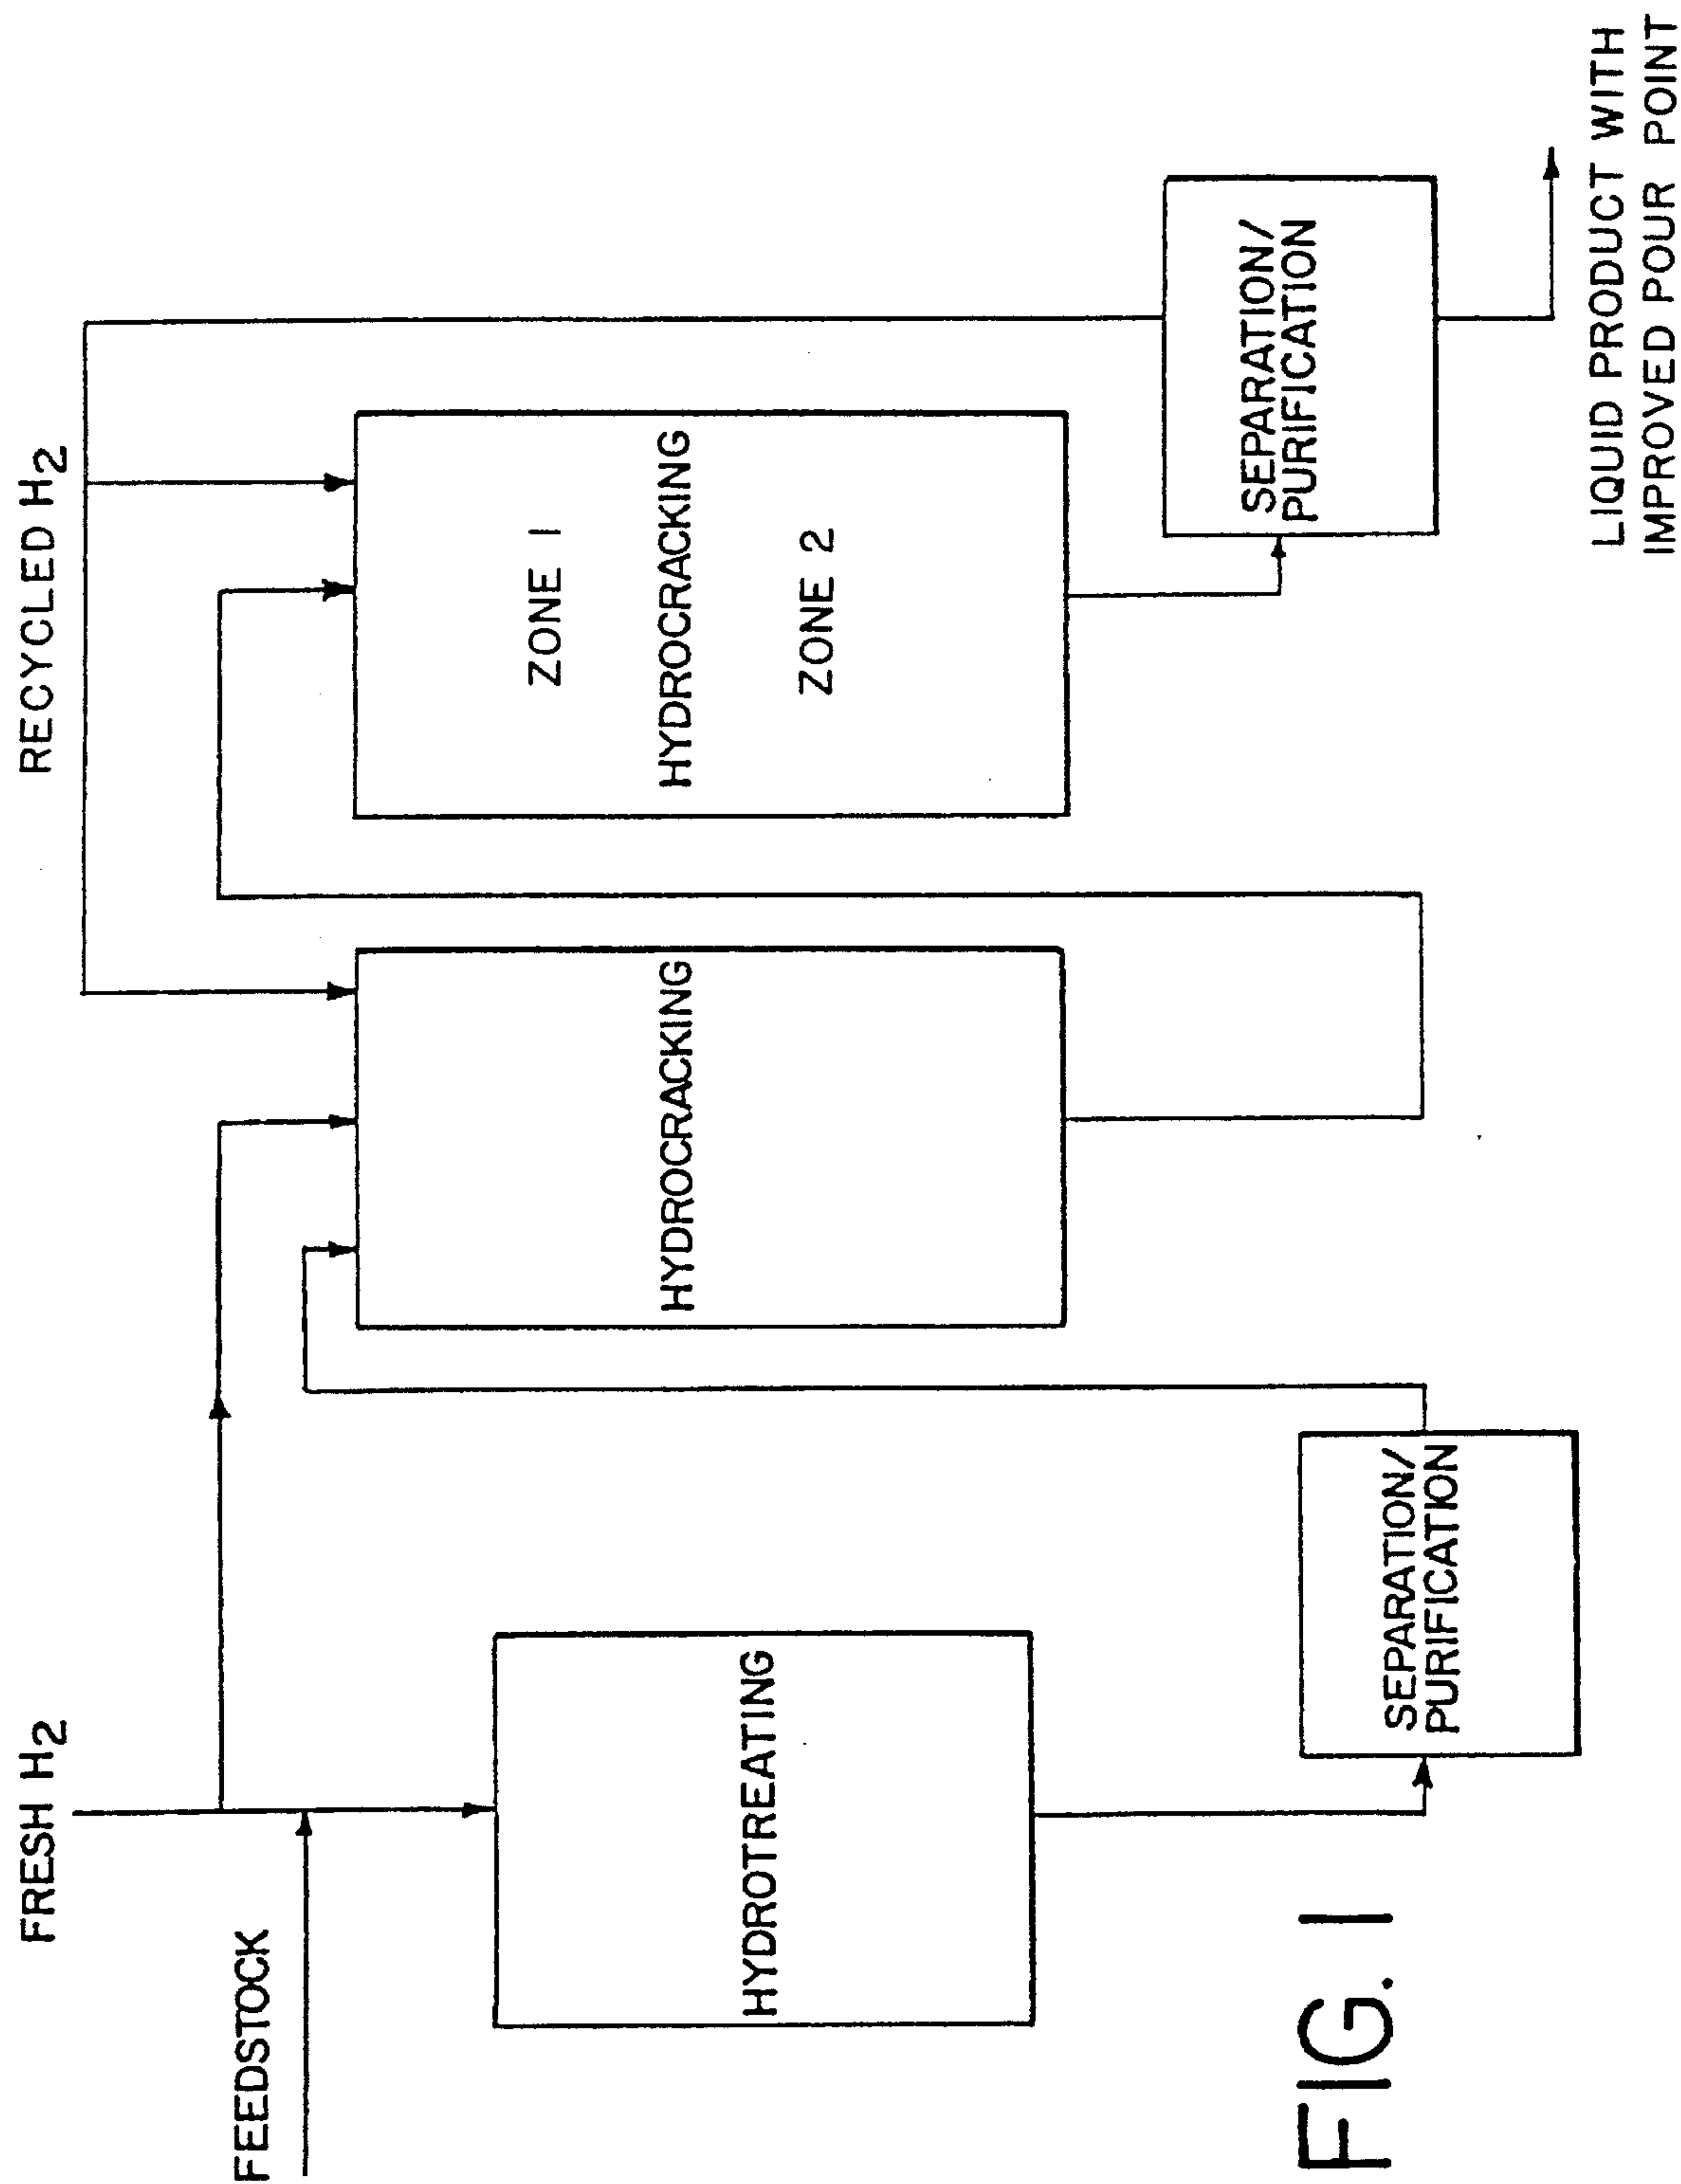 FRESH H2
RECYCLED H2
FEEDSTOCK
HYDROTREATING
HYDROCRACKING
ZONE 1
HYDROCRACKING
ZONE 2
SEPARATION/
PURIFICATION
SEPARATION/
PURIFICATION
LIQUID PRODUCT WITH
IMPROVED POUR POINT
FIG. 1